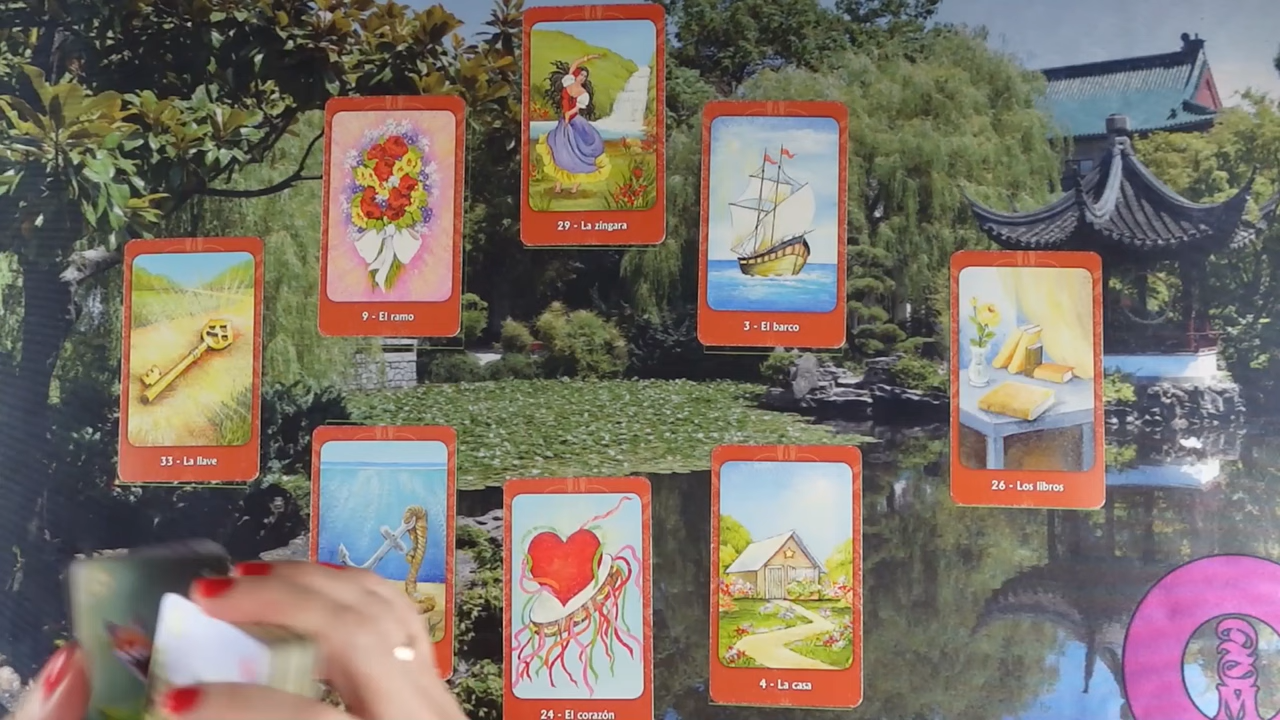 29 - La zíngara
9 - El ramo
3 - El barco
33 - La llave
26 - Los libros
4 - La casa
24 - El corazón